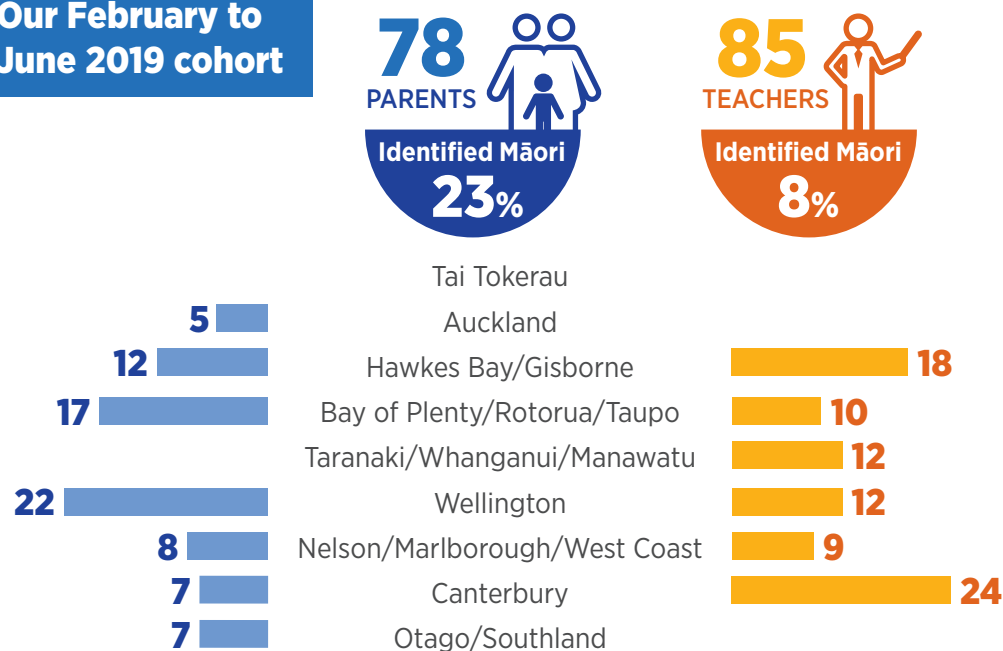 Our February to
June 2019 cohort
78
PARENTS
Identified Māori
23%
85
TEACHERS
Identified Māori
8%
Tai Tokerau
5 Auckland
12 Hawkes Bay/Gisborne 18
17 Bay of Plenty/Rotorua/Taupo 10
Taranaki/Whanganui/Manawatu 12
22 Wellington 12
8 Nelson/Marlborough/West Coast 9
7 Canterbury 24
7 Otago/Southland